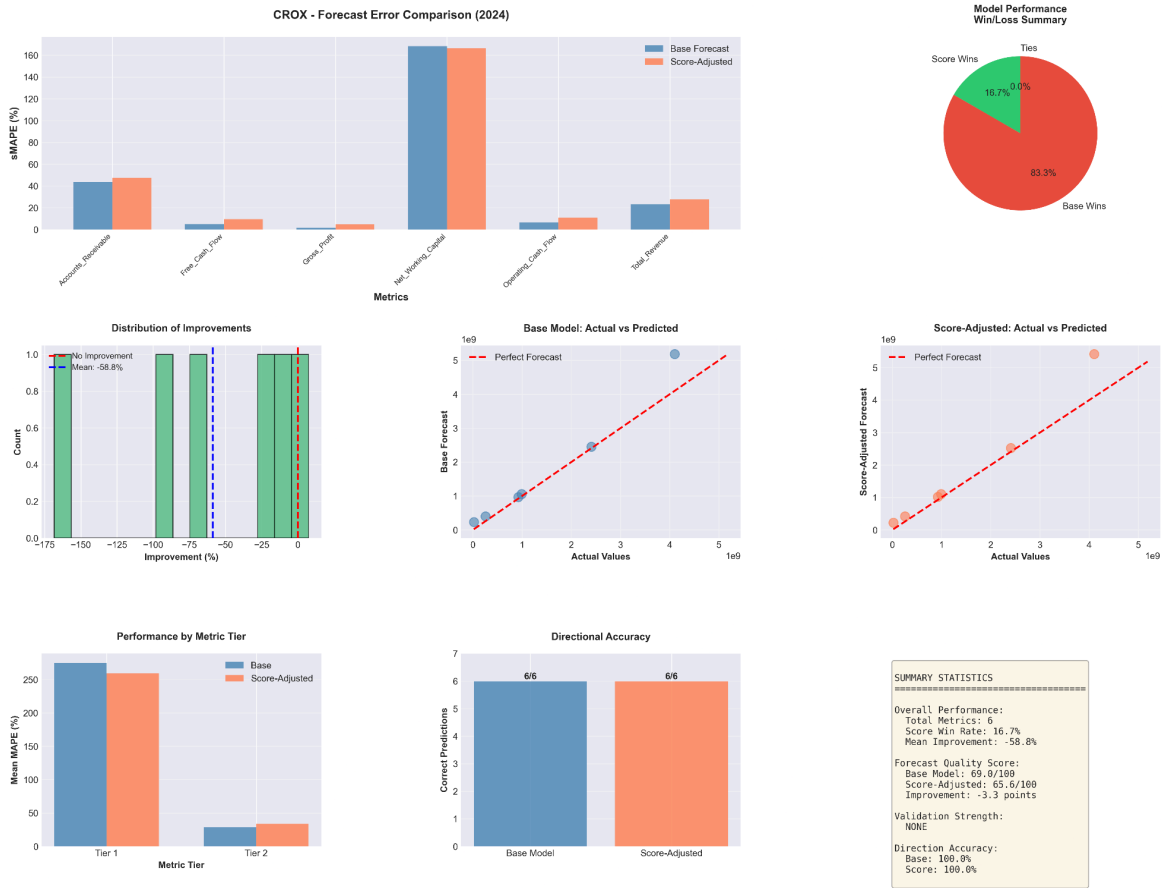 CROX - Forecast Error Comparison (2024)
sMAPE (%)
160
140
120
100
80
60
40
20
0
Base Forecast
Score-Adjusted
Accounts_Receivable
Free_Cash_Flow
Gross_Profit
Net_Working_Capital
Operating_Cash_Flow
Total_Revenue
Metrics
Model Performance
Win/Loss Summary
Ties
Score Wins
0.0%
16.7%
83.3%
Base Wins
Distribution of Improvements
Count
1.0
0.8
0.6
0.4
0.2
0.0
No Improvement
Mean: -58.8%
−175 −150 −125 −100 −75 −50 −25 0
Improvement (%)
Base Model: Actual vs Predicted
1e9
Base Forecast
5
4
3
2
1
0
Perfect Forecast
0 1 2 3 4 5
1e9
Actual Values
Score-Adjusted: Actual vs Predicted
1e9
Score-Adjusted Forecast
5
4
3
2
1
0
Perfect Forecast
0 1 2 3 4 5
1e9
Actual Values
Performance by Metric Tier
Mean MAPE (%)
250
200
150
100
50
0
Base
Score-Adjusted
Tier 1 Tier 2
Metric Tier
Directional Accuracy
Correct Predictions
7
6
5
4
3
2
1
0
6/6 6/6
Base Model Score-Adjusted
SUMMARY STATISTICS
===================================
Overall Performance:
Total Metrics: 6
Score Win Rate: 16.7%
Mean Improvement: -58.8%
Forecast Quality Score:
Base Model: 69.0/100
Score-Adjusted: 65.6/100
Improvement: -3.3 points
Validation Strength:
NONE
Direction Accuracy:
Base: 100.0%
Score: 100.0%